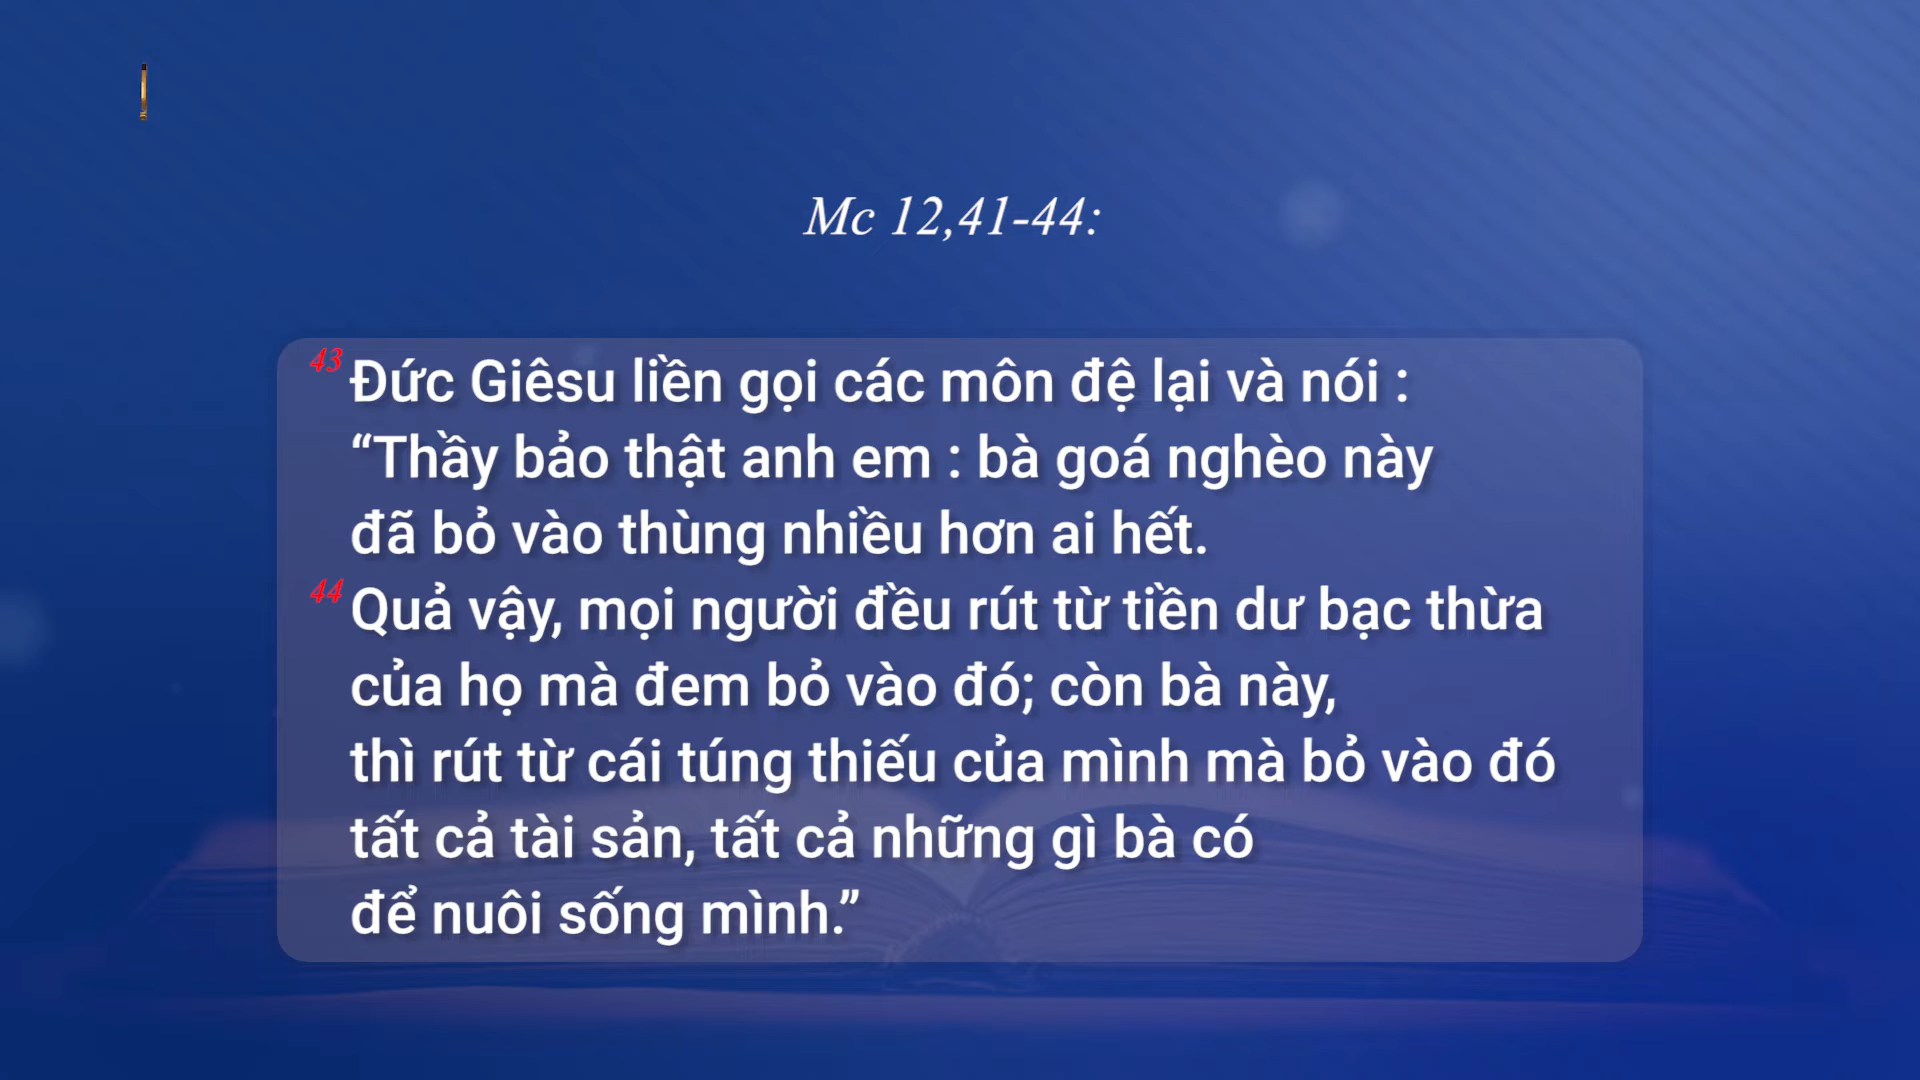 Mc 12,41-44:
43 Đức Giêsu liền gọi các môn đệ lại và nói :
“Thầy bảo thật anh em : bà goá nghèo này
đã bỏ vào thùng nhiều hơn ai hết.
44 Quả vậy, mọi người đều rút từ tiền dư bạc thừa
của họ mà đem bỏ vào đó; còn bà này,
thì rút từ cái túng thiếu của mình mà bỏ vào đó
tất cả tài sản, tất cả những gì bà có
để nuôi sống mình.”